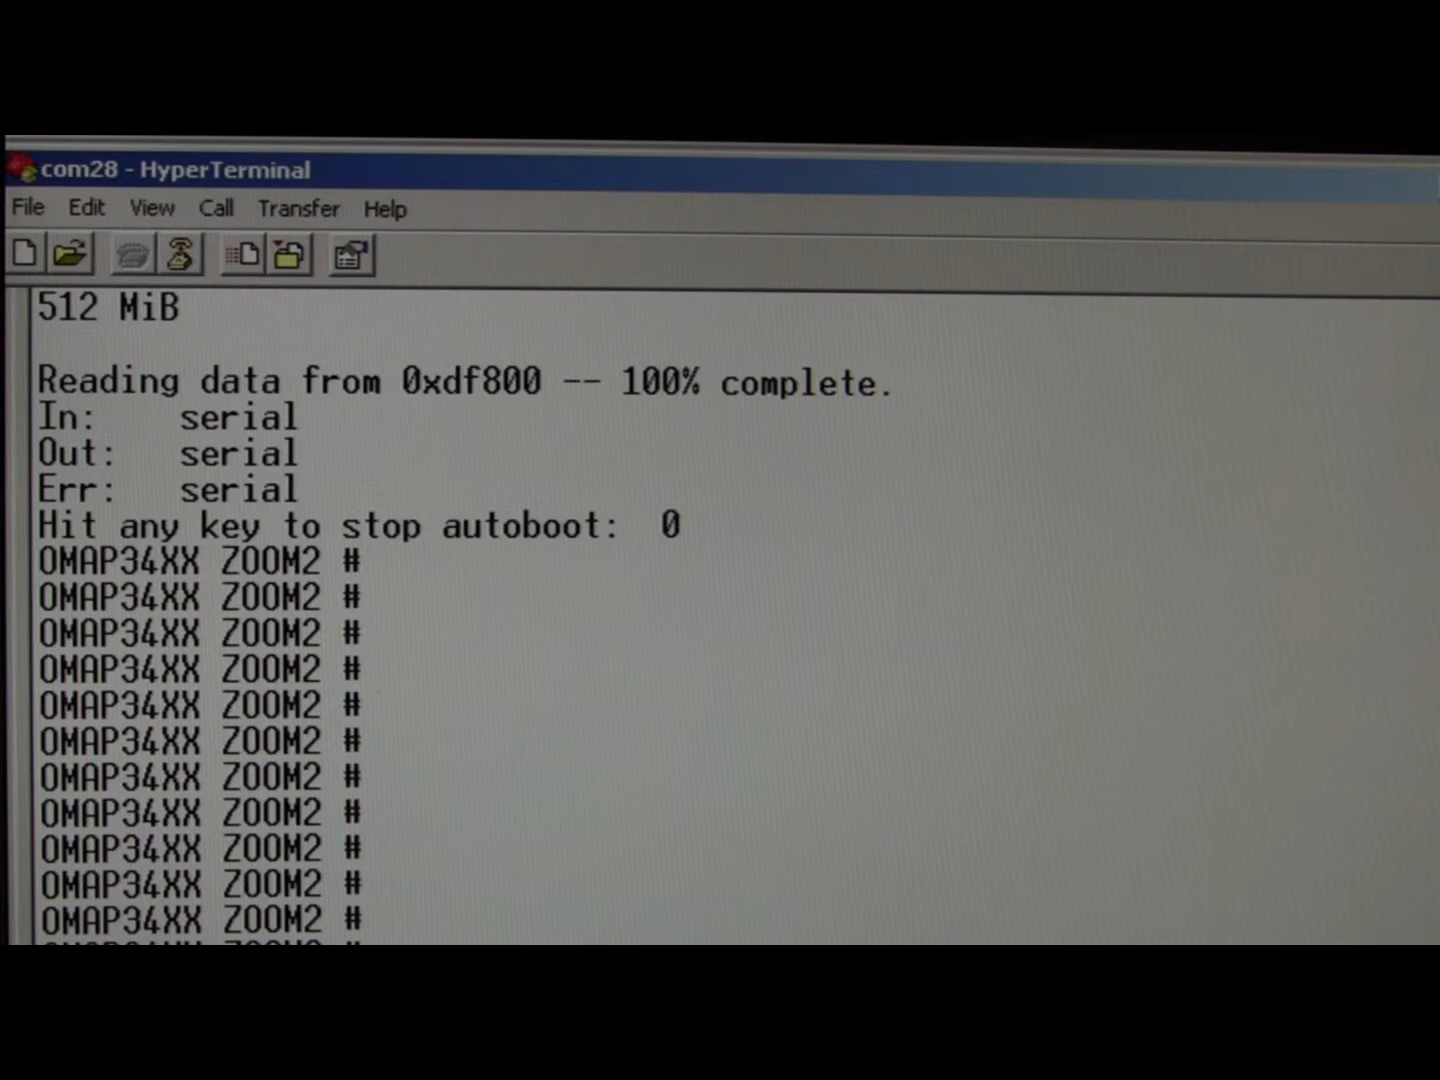 com28 - HyperTerminal
File Edit View Call Transfer Help
512 MiB
Reading data from 0xdf800 -- 100% complete.
In: serial
Out: serial
Err: serial
Hit any key to stop autoboot: 0
OMAP34XX ZOOM2 #
OMAP34XX ZOOM2 #
OMAP34XX ZOOM2 #
OMAP34XX ZOOM2 #
OMAP34XX ZOOM2 #
OMAP34XX ZOOM2 #
OMAP34XX ZOOM2 #
OMAP34XX ZOOM2 #
OMAP34XX ZOOM2 #
OMAP34XX ZOOM2 #
OMAP34XX ZOOM2 #